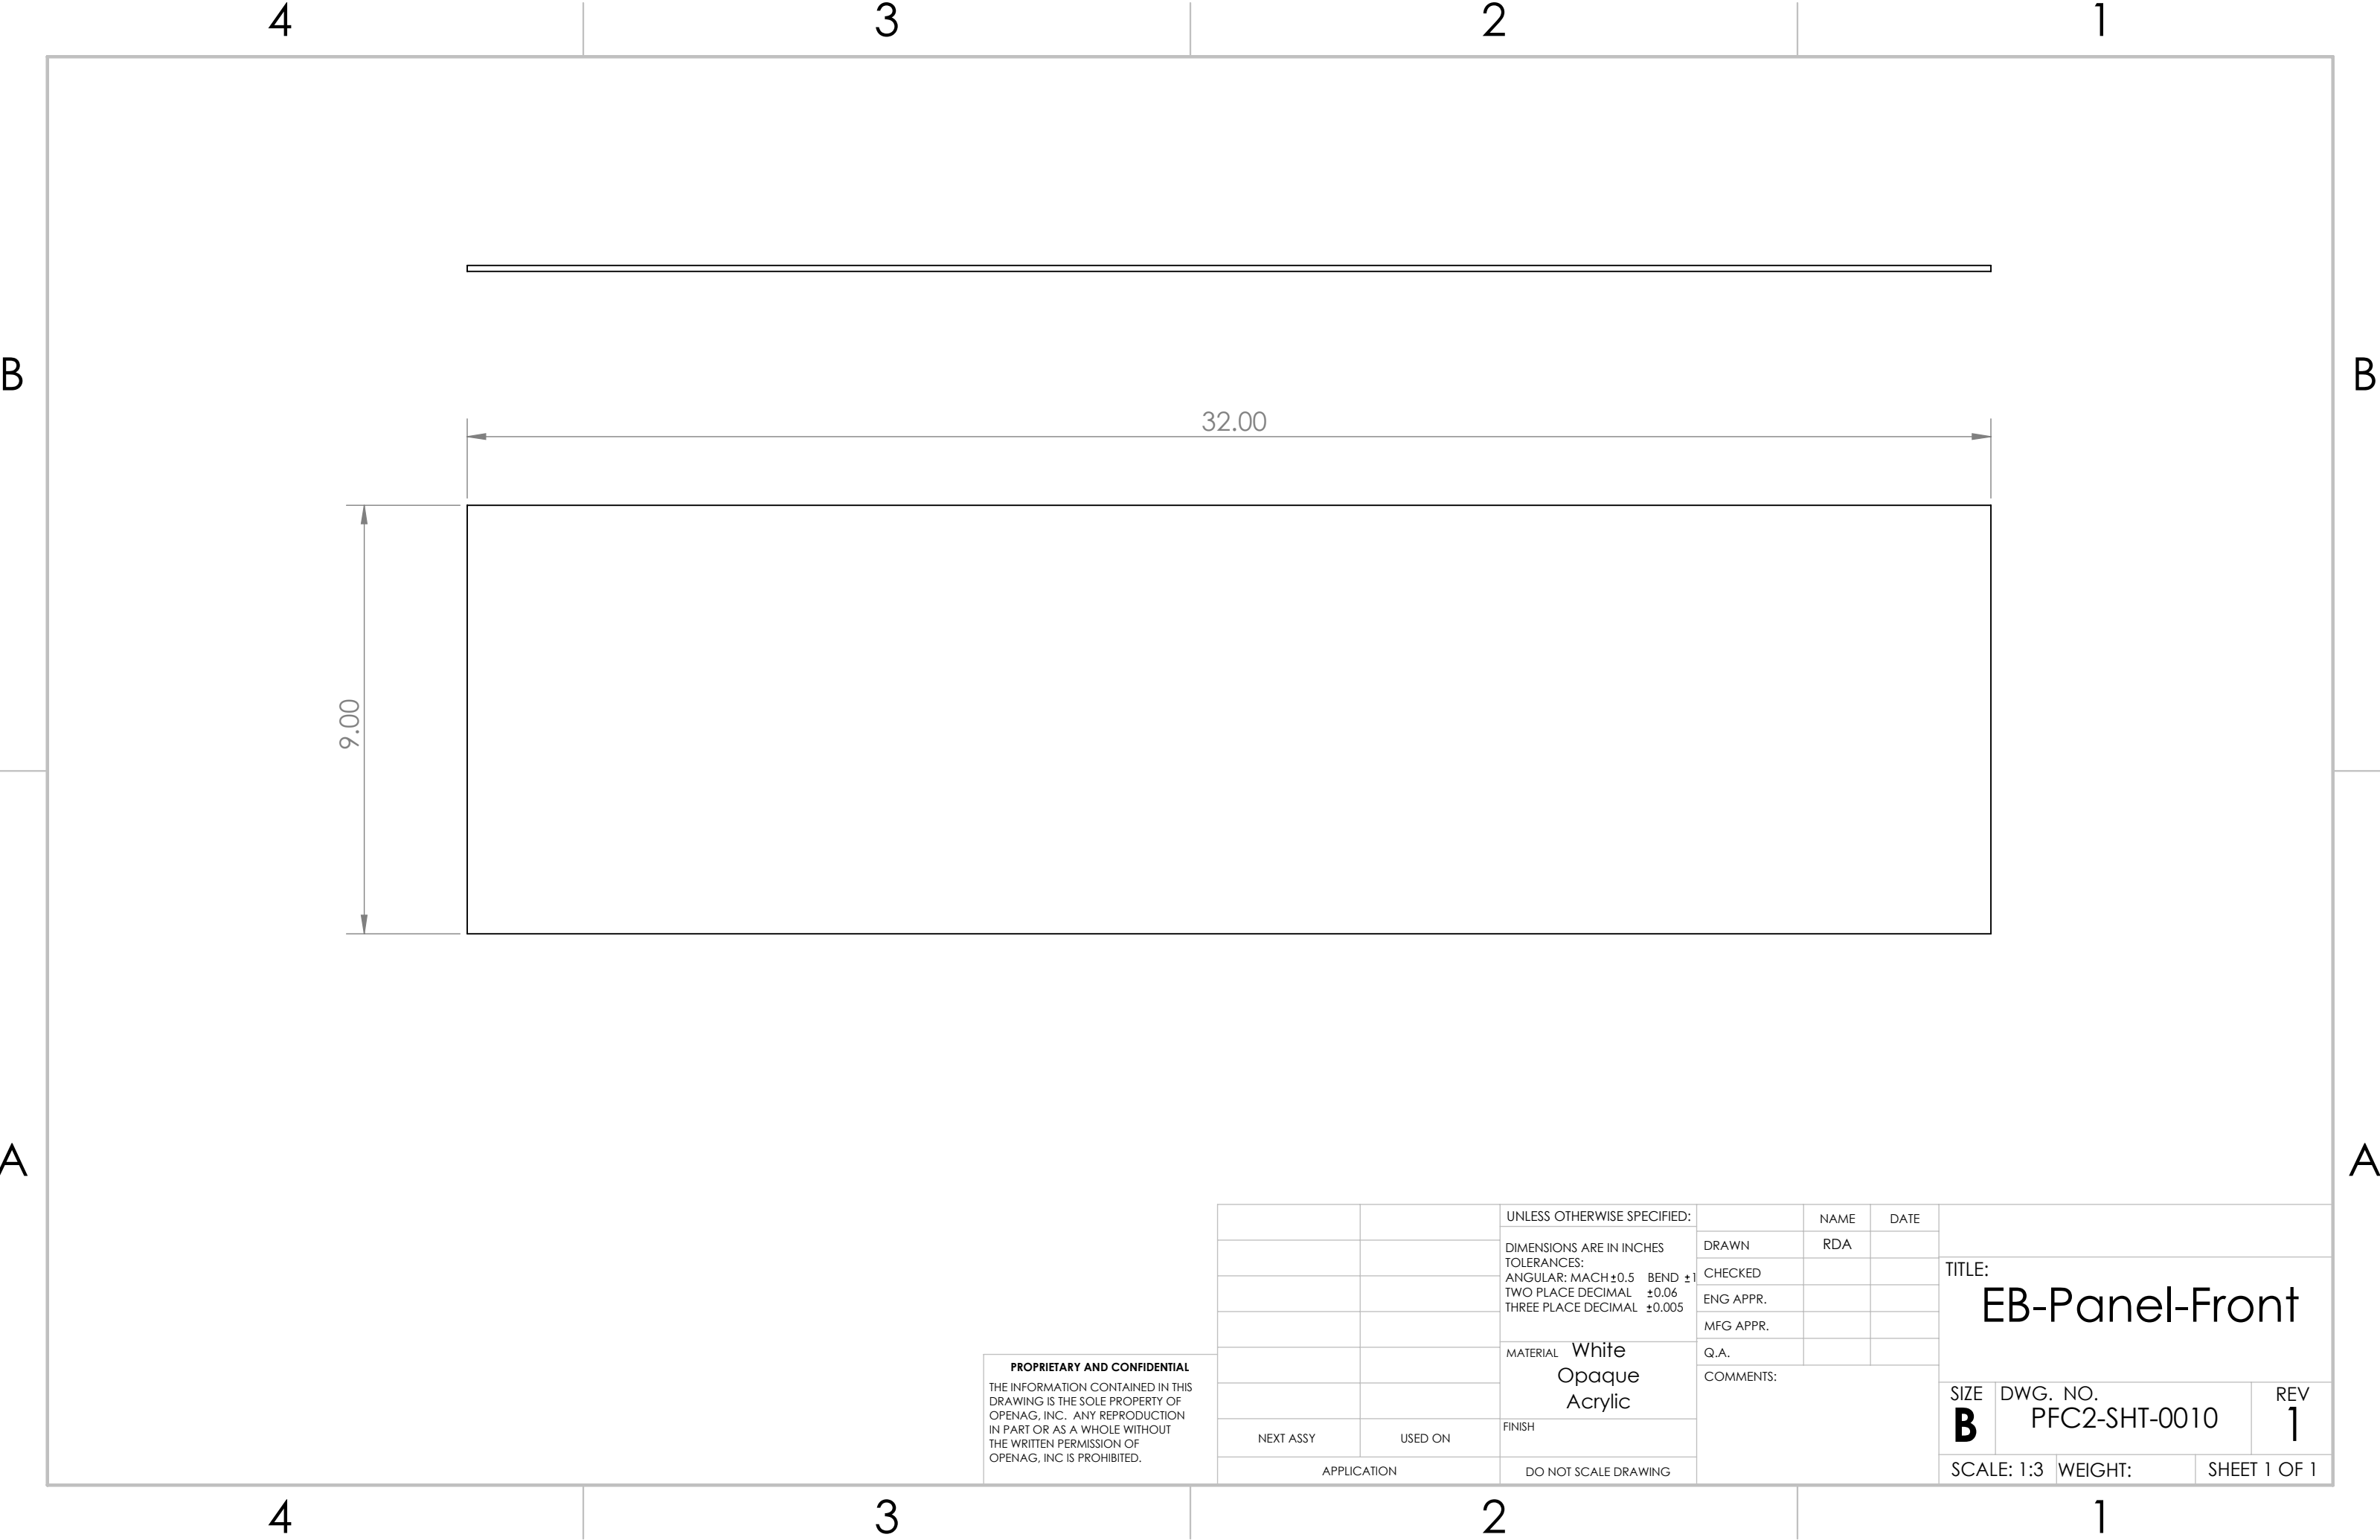 4 3 2 1
B B
32.00
9.00
A A
UNLESS OTHERWISE SPECIFIED:
DIMENSIONS ARE IN INCHES
TOLERANCES:
ANGULAR: MACH ±0.5 BEND ±1
TWO PLACE DECIMAL ±0.06
THREE PLACE DECIMAL ±0.005
MATERIAL White
Opaque
Acrylic
FINISH
DO NOT SCALE DRAWING
NAME DATE
DRAWN RDA
CHECKED
ENG APPR.
MFG APPR.
Q.A.
COMMENTS:
TITLE:
EB-Panel-Front
SIZE DWG. NO. REV
B PFC2-SHT-0010 1
SCALE: 1:3 WEIGHT: SHEET 1 OF 1
PROPRIETARY AND CONFIDENTIAL
THE INFORMATION CONTAINED IN THIS
DRAWING IS THE SOLE PROPERTY OF
OPENAG, INC. ANY REPRODUCTION
IN PART OR AS A WHOLE WITHOUT
THE WRITTEN PERMISSION OF
OPENAG, INC IS PROHIBITED.
NEXT ASSY USED ON
APPLICATION
4 3 2 1